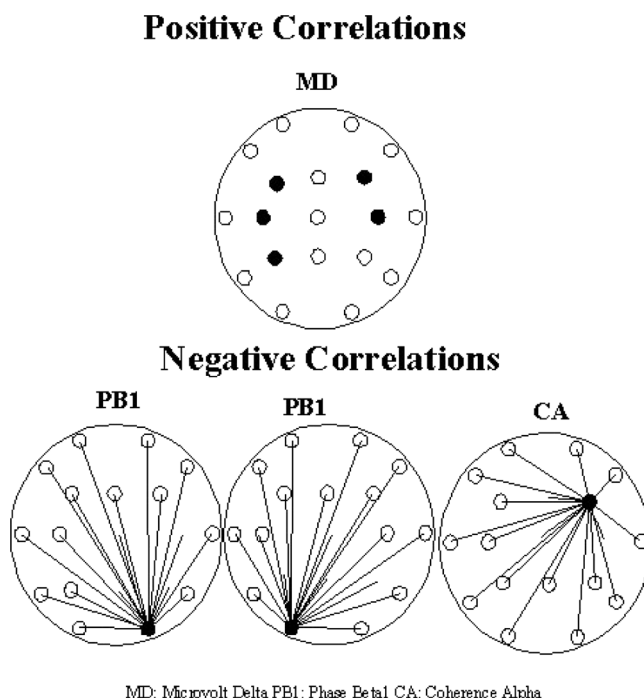 Positive Correlations
MD
Negative Correlations
PB1 PB1 CA
MD: Microvolt Delta PB1: Phase Beta1 CA: Coherence Alpha